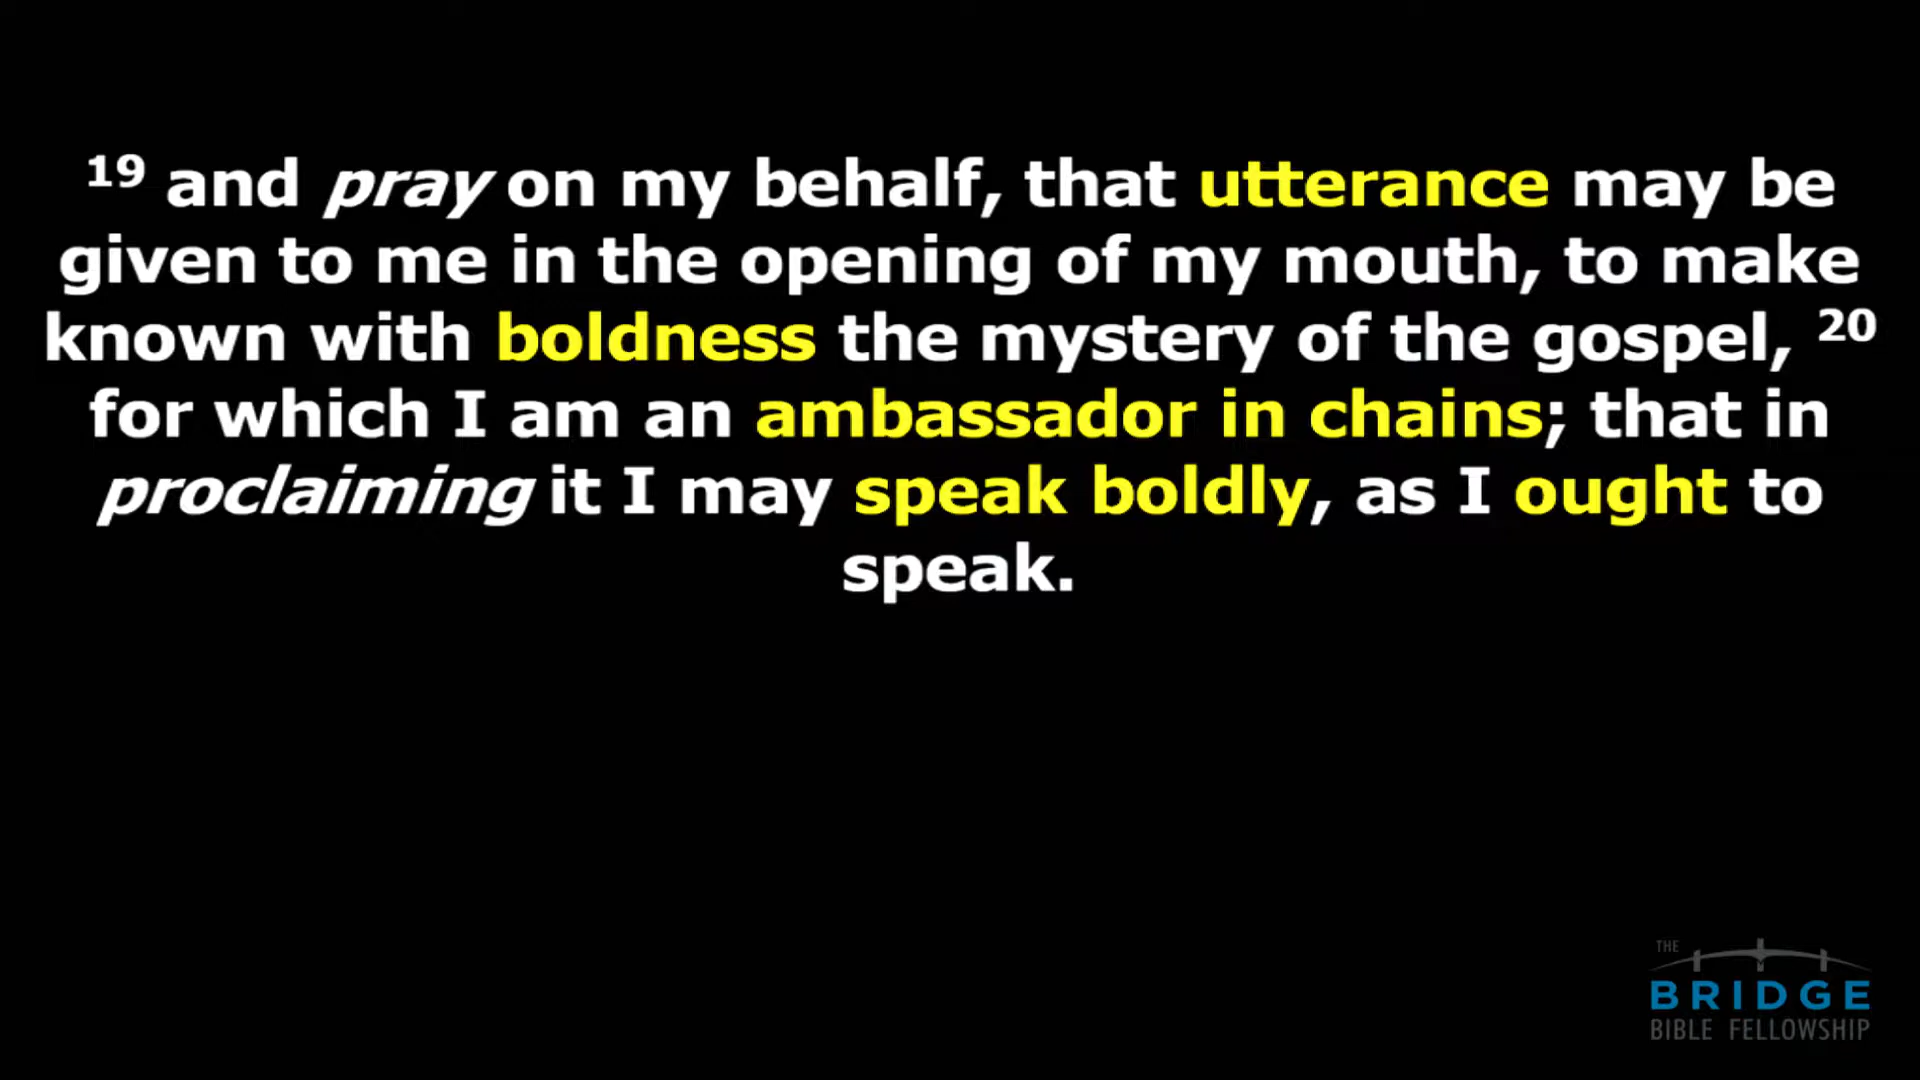 19 and pray on my behalf, that utterance may be
given to me in the opening of my mouth, to make
known with boldness the mystery of the gospel, 20
for which I am an ambassador in chains; that in
proclaiming it I may speak boldly, as I ought to
speak.
THE
BRIDGE
BIBLE FELLOWSHIP